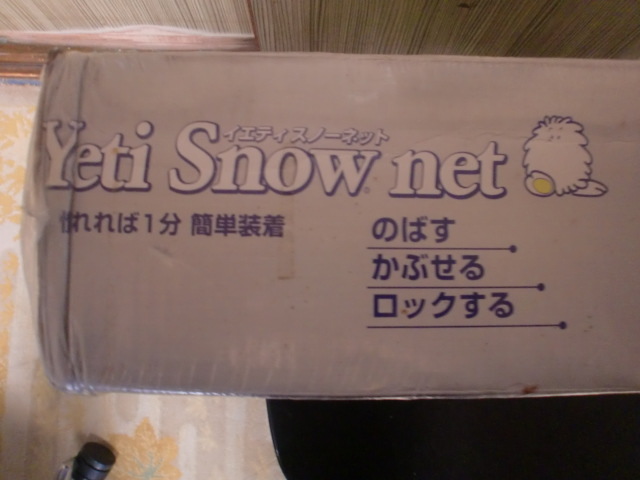 イエティスノーネット
Yeti Snow net
慣れれば1分 簡単装着
のばす
かぶせる
ロックする